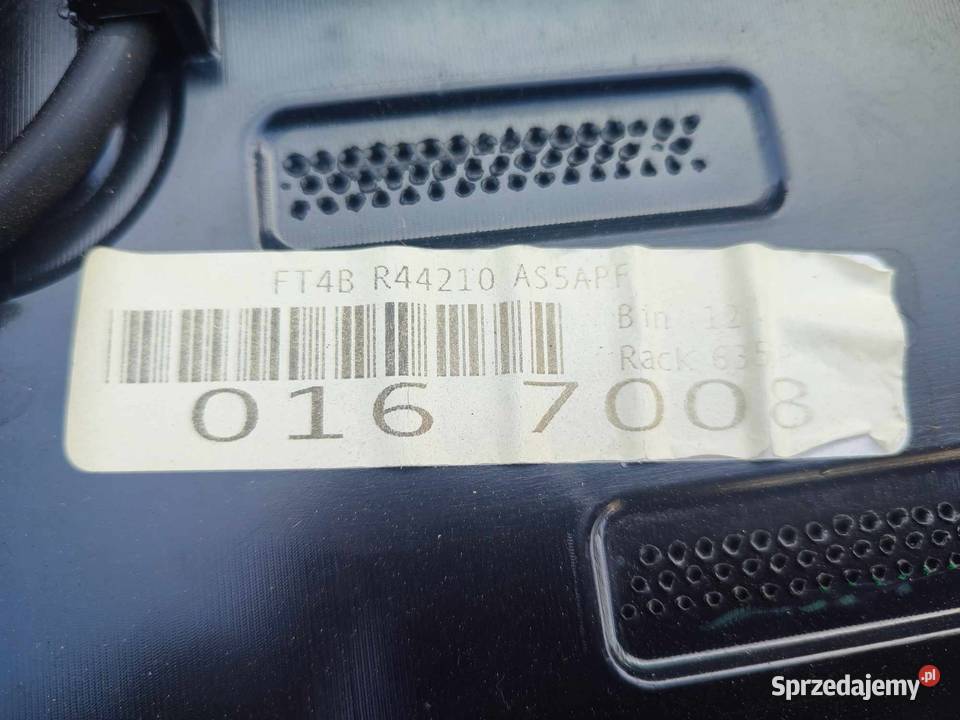 FT4B R44210 AS5APF
Bin 12
Rack 635
016 7008
Sprzedajemy.pl